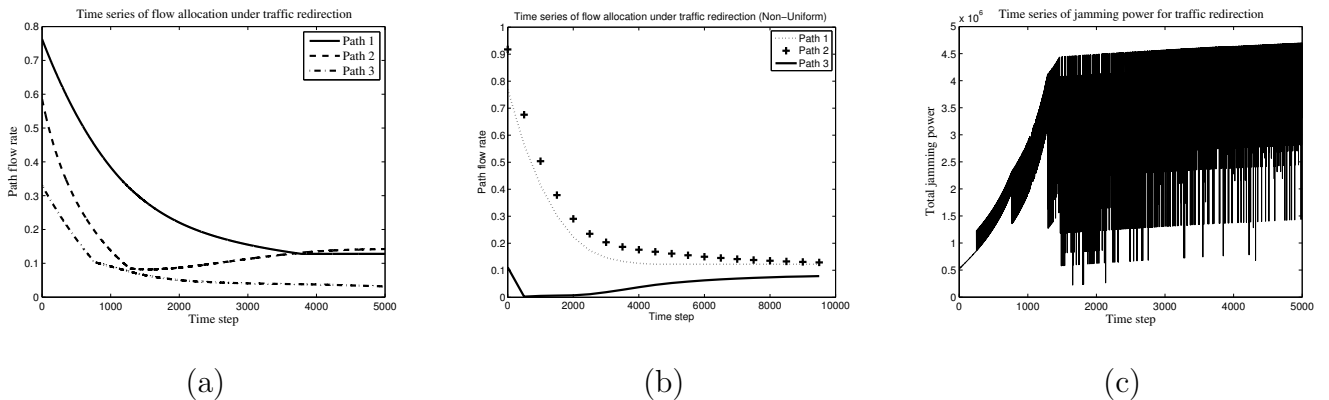 Time series of flow allocation under traffic redirection
Path 1
Path 2
Path 3
Path flow rate
0.8
0.7
0.6
0.5
0.4
0.3
0.2
0.1
0
0 1000 2000 3000 4000 5000
Time step
(a)
Time series of flow allocation under traffic redirection (Non-Uniform)
Path 1
Path 2
Path 3
Path flow rate
1
0.9
0.8
0.7
0.6
0.5
0.4
0.3
0.2
0.1
0
0 2000 4000 6000 8000 10000
Time step
(b)
Time series of jamming power for traffic redirection
x 10^6
Total jamming power
5
4.5
4
3.5
3
2.5
2
1.5
1
0.5
0
0 1000 2000 3000 4000 5000
Time step
(c)